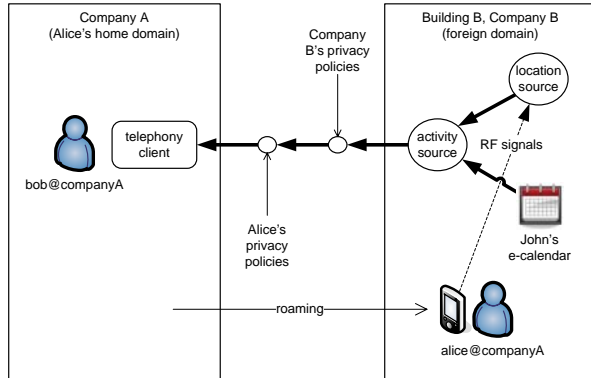 Company A
(Alice's home domain)
Company
B's privacy
policies
Building B, Company B
(foreign domain)
location
source
telephony
client
activity
source
RF signals
bob@companyA
Alice's
privacy
policies
John's
e-calendar
roaming
alice@companyA